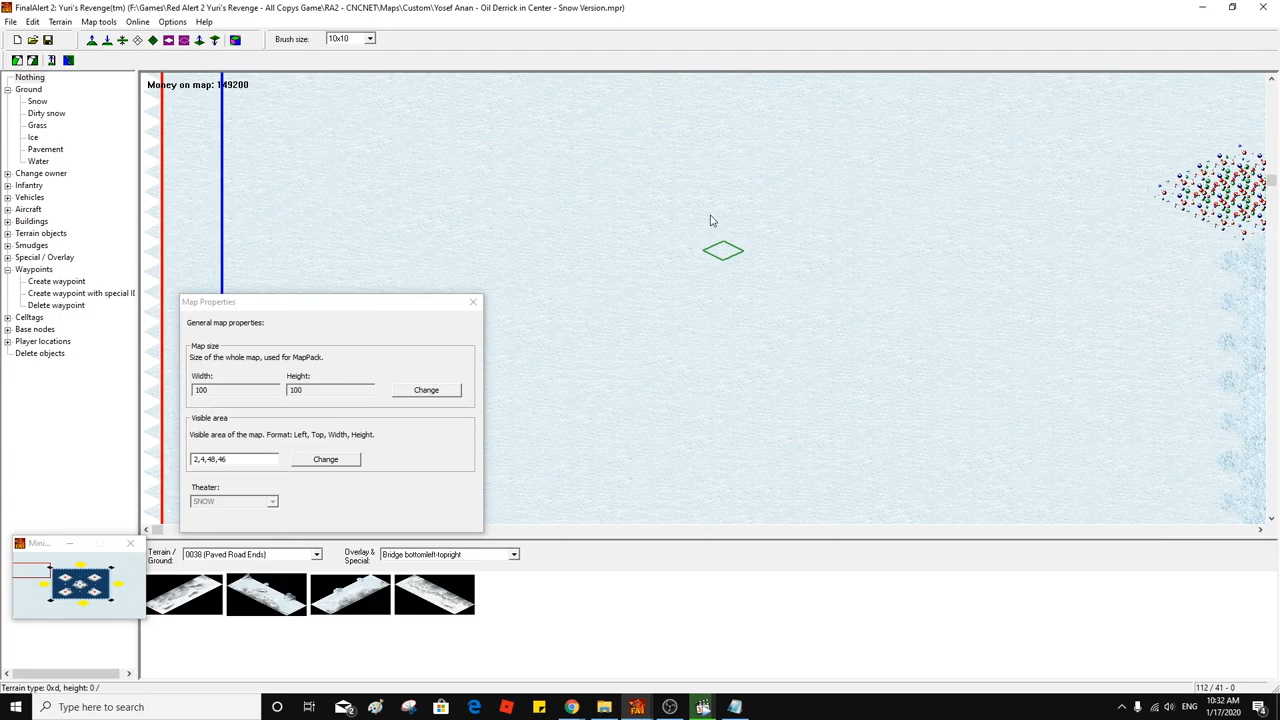 FinalAlert 2: Yuri's Revenge(tm) (F:\Games\Red Alert 2 Yuri's Revenge - All Copys Game\RA2 - CNCNET\Maps\Custom\Yosef Anan - Oil Derrick in Center - Snow Version.mpr)
File Edit Terrain Map tools Online Options Help
Brush size: 10x10
Nothing
Ground
Snow
Dirty snow
Grass
Ice
Pavement
Water
Change owner
Infantry
Vehicles
Aircraft
Buildings
Terrain objects
Smudges
Special / Overlay
Waypoints
Create waypoint
Create waypoint with special ID
Delete waypoint
Celltags
Base nodes
Player locations
Delete objects
Money on map: 149200
Map Properties
General map properties:
Map size
Size of the whole map, used for MapPack.
Width: Height:
100 100 Change
Visible area
Visible area of the map. Format: Left, Top, Width, Height.
2,4,48,46 Change
Theater:
SNOW
Mini...
Terrain / Ground: 0038 (Paved Road Ends) Overlay & Special: Bridge bottomleft-topright
Terrain type: 0xd, height: 0 / 112 / 41 - 0
Type here to search
2
FA2
10:32 AM
1/17/2020
4